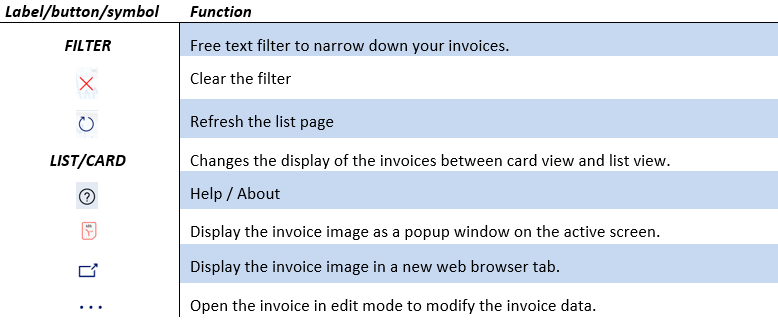 Label/button/symbol Function
FILTER Free text filter to narrow down your invoices.
Clear the filter
Refresh the list page
LIST/CARD Changes the display of the invoices between card view and list view.
Help / About
Display the invoice image as a popup window on the active screen.
Display the invoice image in a new web browser tab.
Open the invoice in edit mode to modify the invoice data.